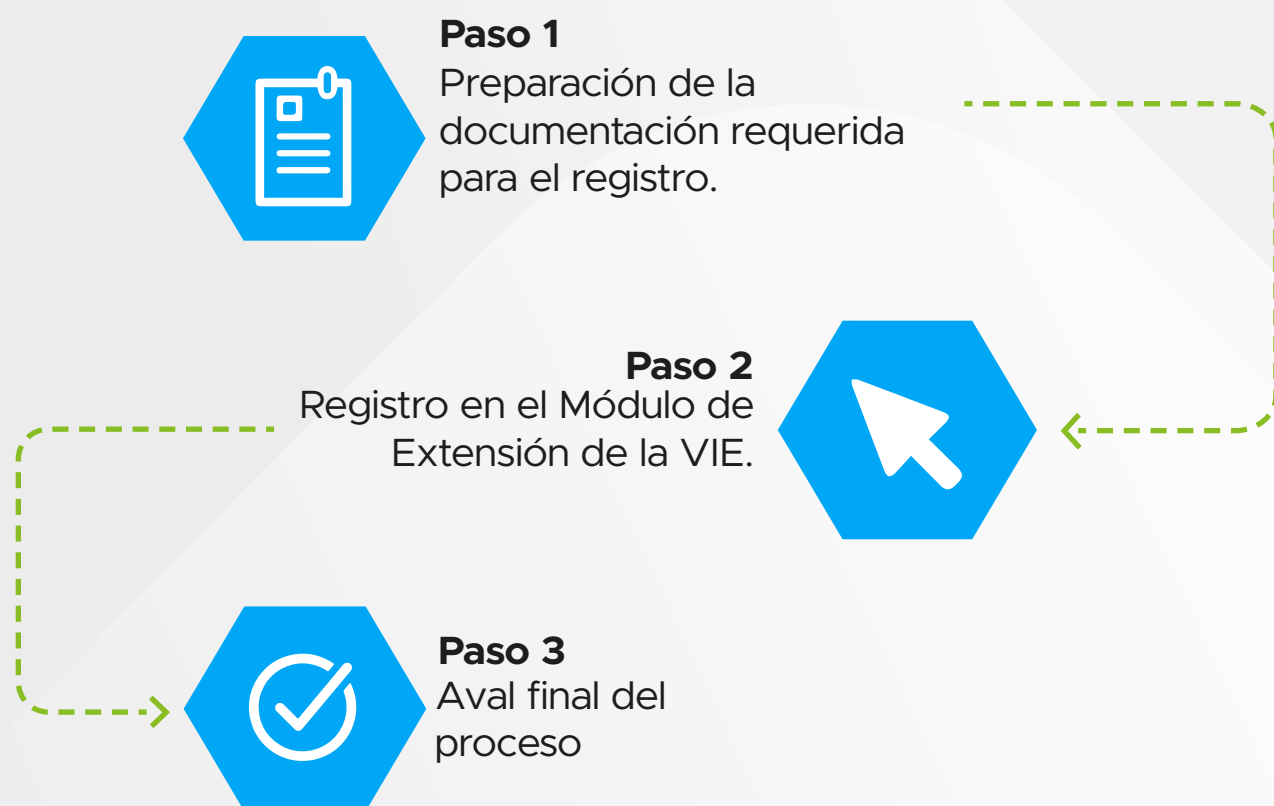 Paso 1
Preparación de la
documentación requerida
para el registro.
Paso 2
Registro en el Módulo de
Extensión de la VIE.
Paso 3
Aval final del
proceso